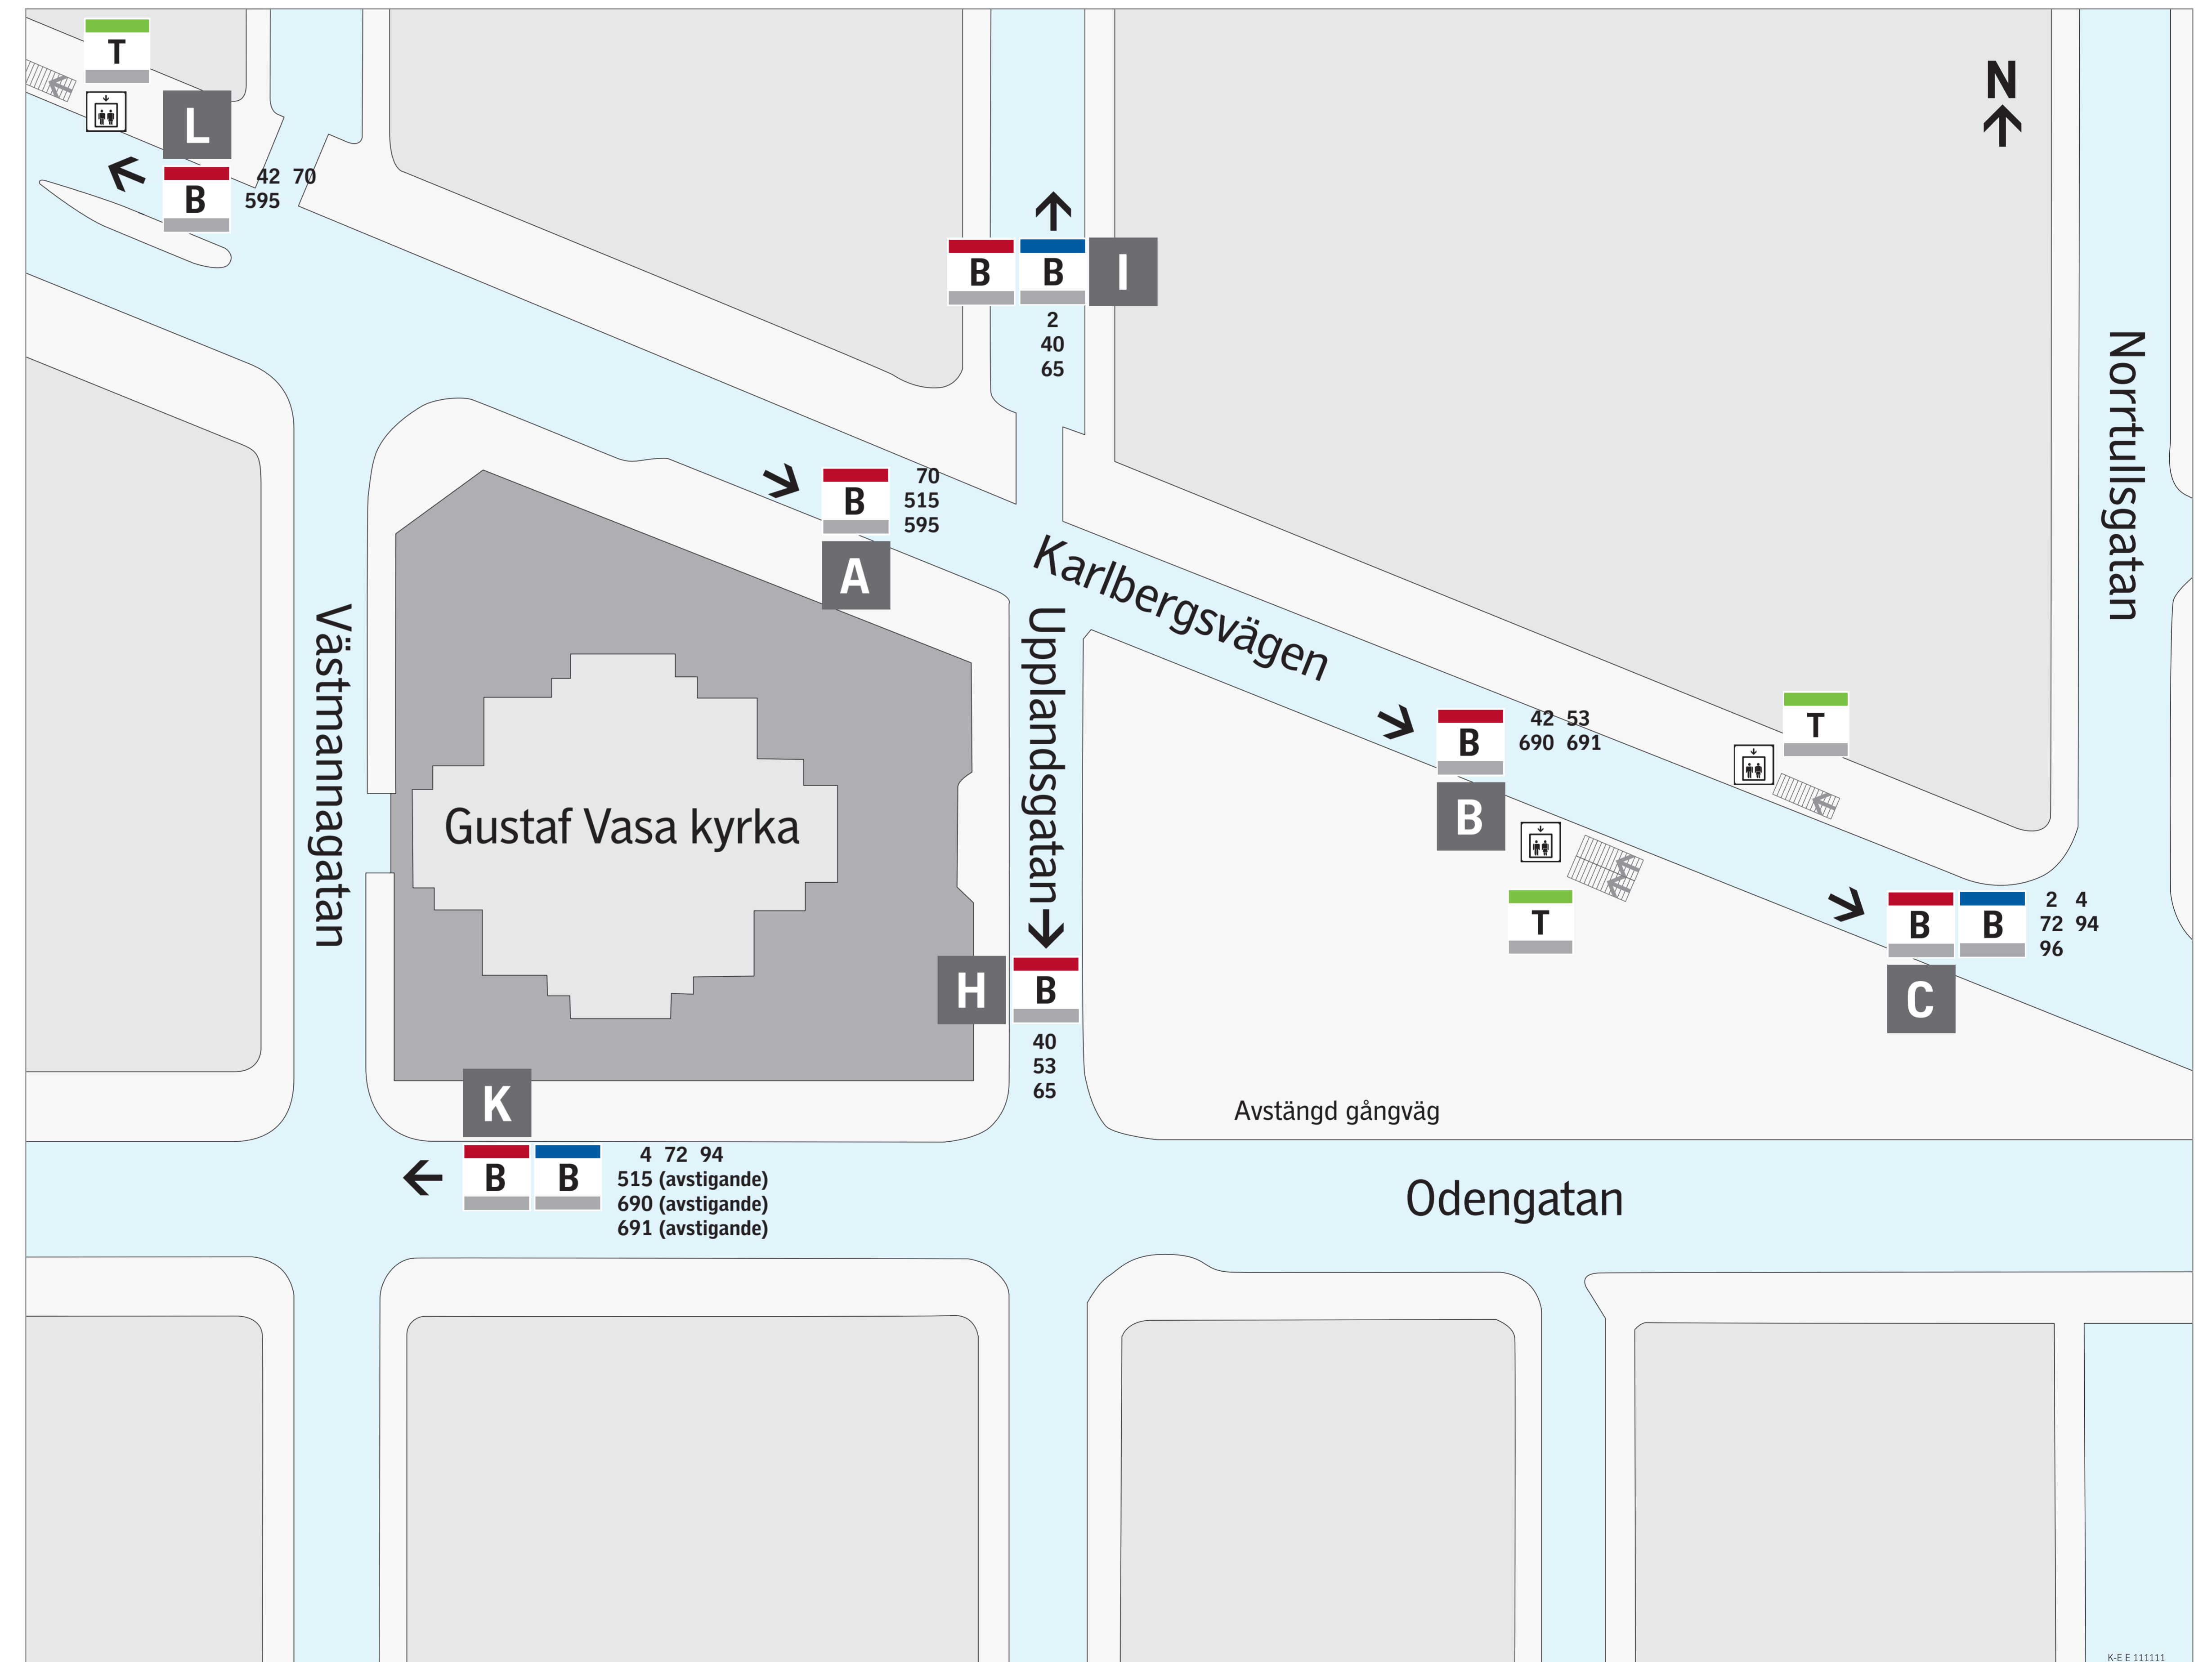 T
L
B
42 70
595
N
B
B
I
2
40
65
B
70
515
595
A
Karlbergsvägen
Norrtullsgatan
Västmannagatan
Upplandsgatan
Gustaf Vasa kyrka
B
42 53
690 691
B
T
T
B
B
2 4
72 94
96
C
H
B
40
53
65
K
B
B
4 72 94
515 (avstigande)
690 (avstigande)
691 (avstigande)
Avstängd gångväg
Odengatan
K-E E 111111